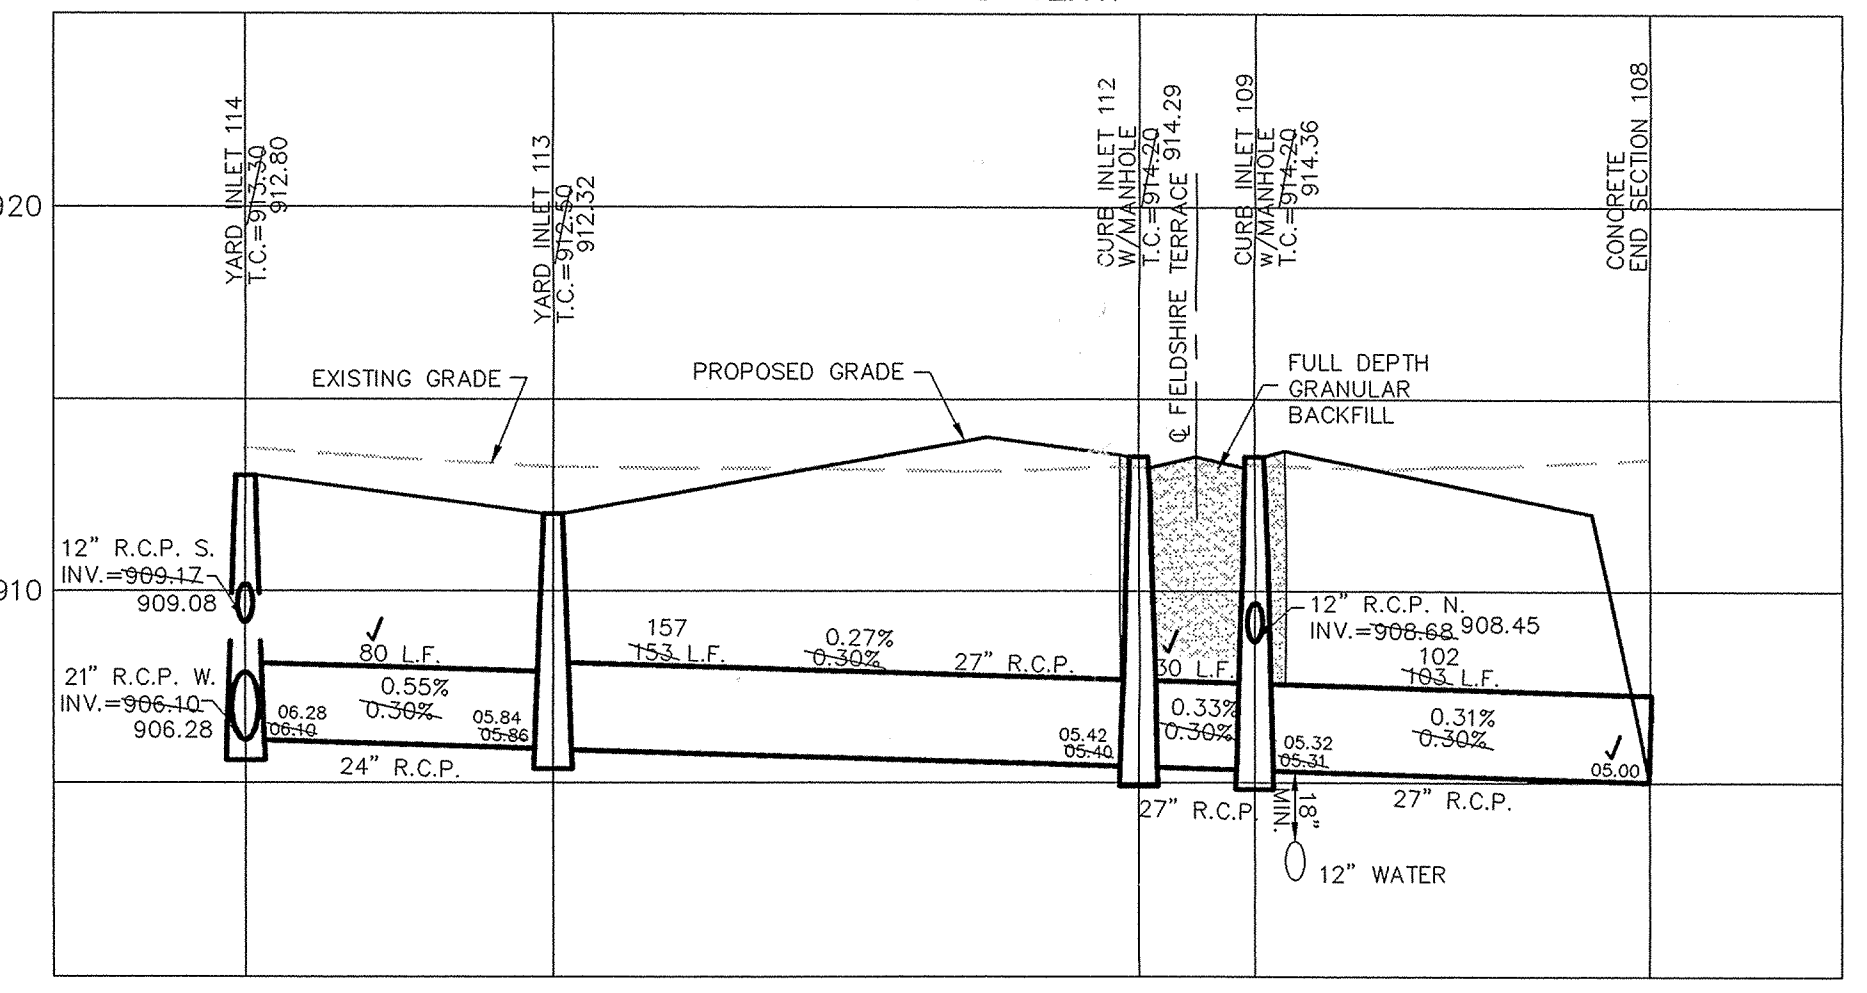 YARD INLET 114
T.C.=913.30
912.80
YARD INLET 113
T.C.=912.50
912.32
CURB INLET 112
W/MANHOLE
T.C.=914.20
914.29
℄ FIELDSHIRE TERRACE
CURB INLET 109
W/MANHOLE
T.C.=914.20
914.36
CONCRETE
END SECTION 108
920
EXISTING GRADE
PROPOSED GRADE
FULL DEPTH
GRANULAR
BACKFILL
910
12" R.C.P. S.
INV.=909.17
909.08
21" R.C.P. W.
INV.=906.10
906.28
✓
80 L.F.
0.55%
0.30%
06.28
06.10
05.84
05.86
24" R.C.P.
157
153 L.F.
0.27%
0.30%
27" R.C.P.
05.42
05.40
✓
30 L.F.
0.33%
0.30%
27" R.C.P.
12" R.C.P. N.
INV.=908.68 908.45
102
103 L.F.
0.31%
0.30%
05.32
05.31
✓
05.00
27" R.C.P.
18"
MIN.
12" WATER